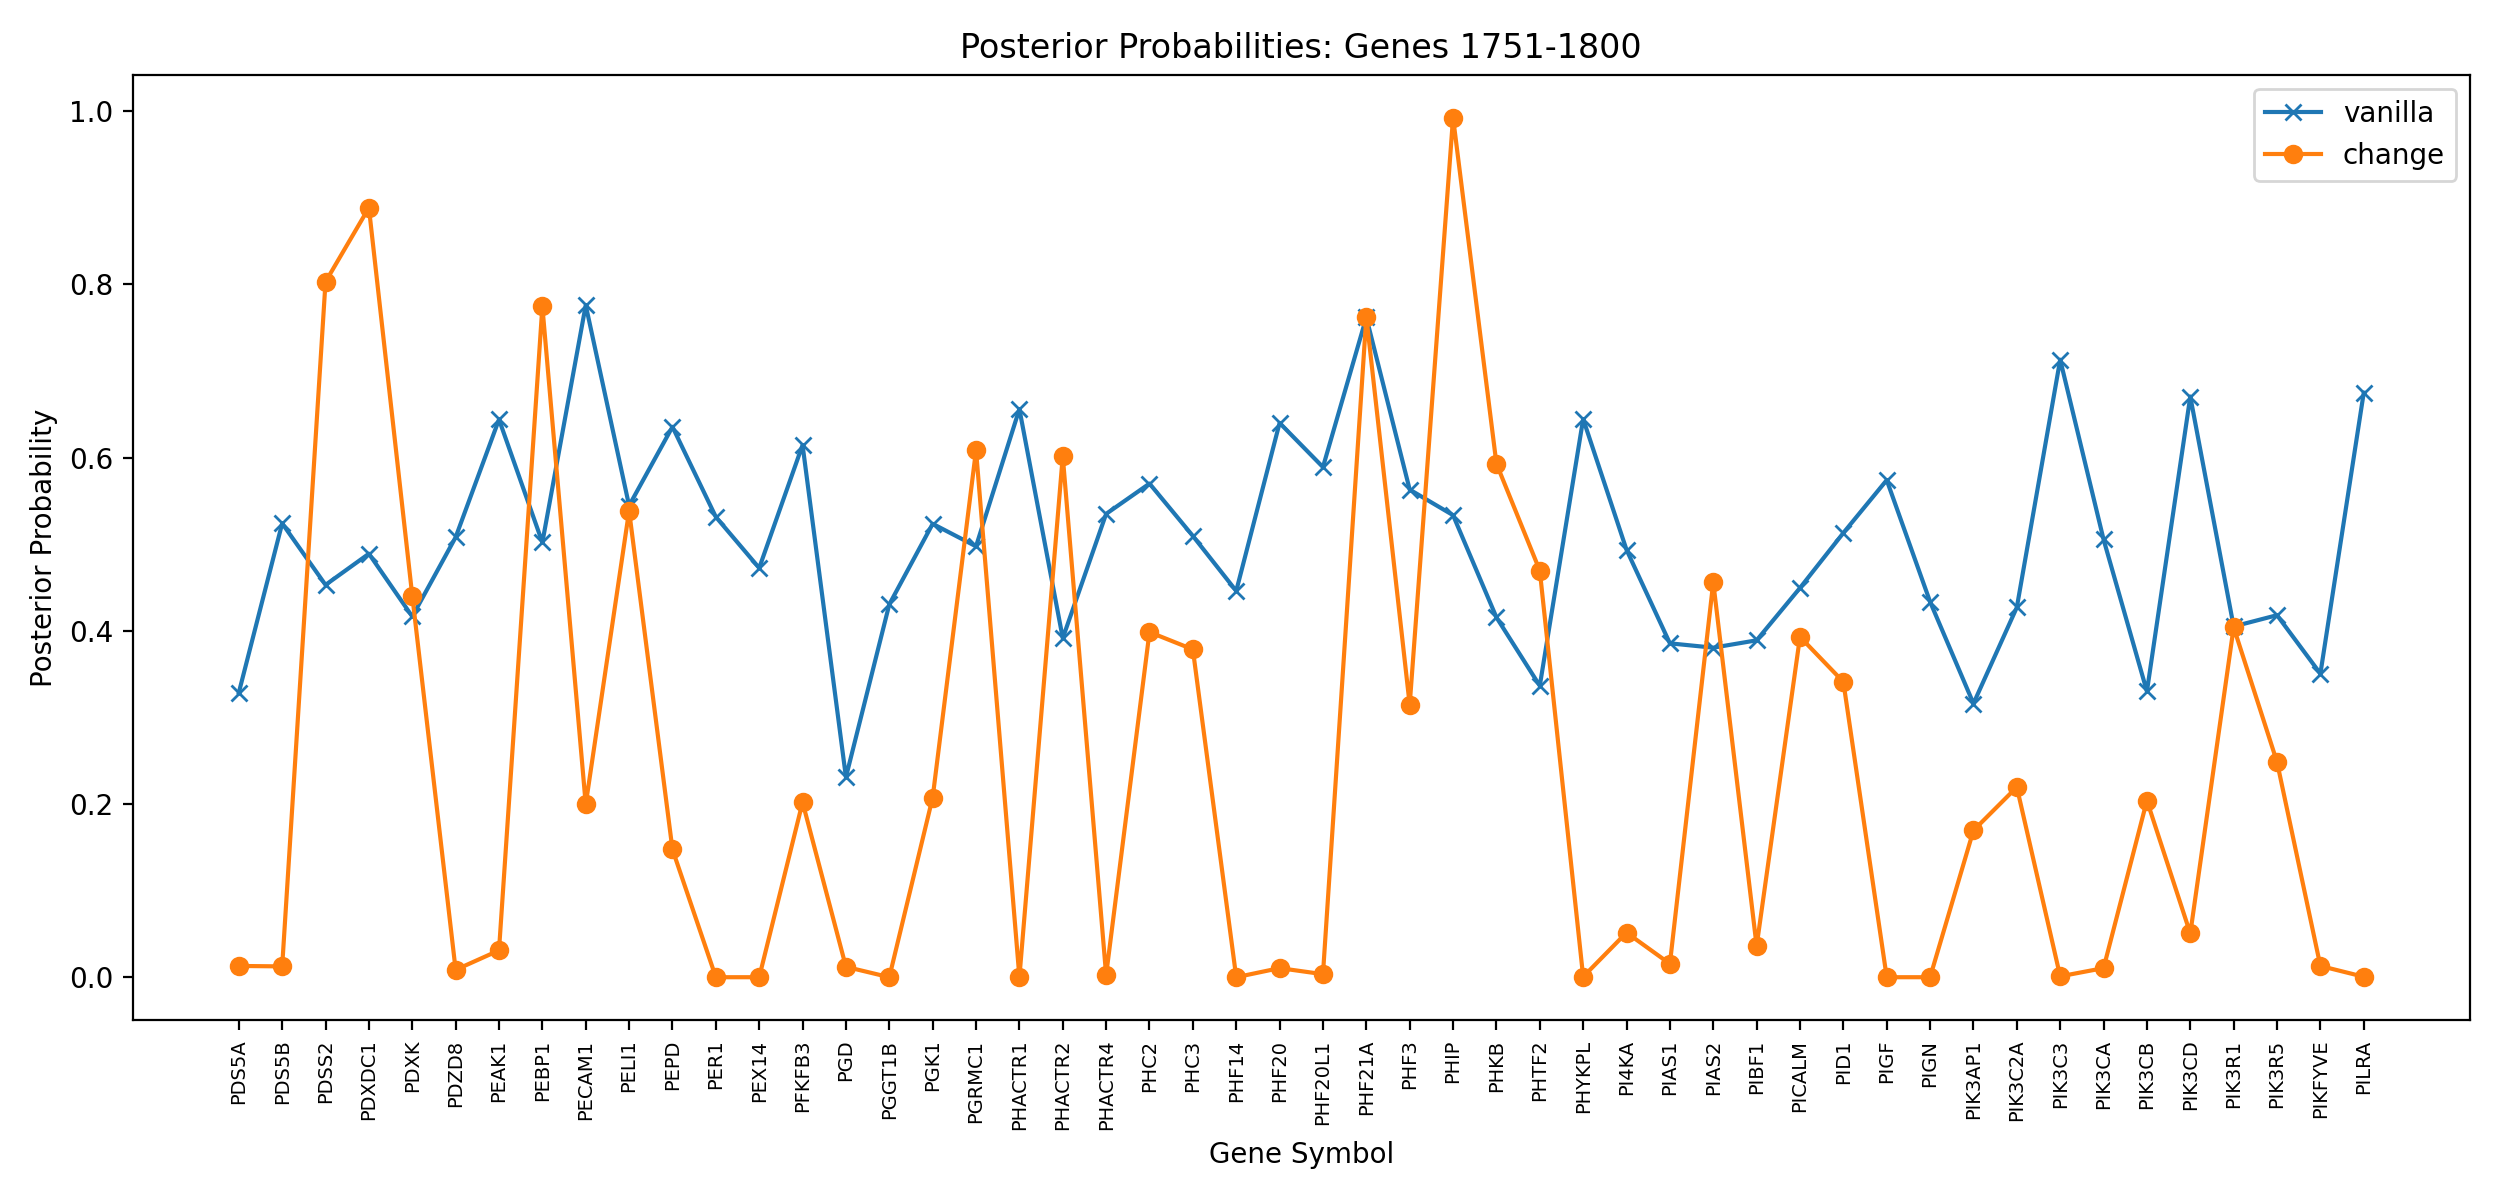 Posterior Probabilities: Genes 1751-1800
vanilla
change
Posterior Probability
1.0
0.8
0.6
0.4
0.2
0.0
PDS5A
PDS5B
PDSS2
PDXDC1
PDXK
PDZD8
PEAK1
PEBP1
PECAM1
PELI1
PEPD
PER1
PEX14
PFKFB3
PGD
PGGT1B
PGK1
PGRMC1
PHACTR1
PHACTR2
PHACTR4
PHC2
PHC3
PHF14
PHF20
PHF20L1
PHF21A
PHF3
PHIP
PHKB
PHTF2
PHYKPL
PI4KA
PIAS1
PIAS2
PIBF1
PICALM
PID1
PIGF
PIGN
PIK3AP1
PIK3C2A
PIK3C3
PIK3CA
PIK3CB
PIK3CD
PIK3R1
PIK3R5
PIKFYVE
PILRA
Gene Symbol